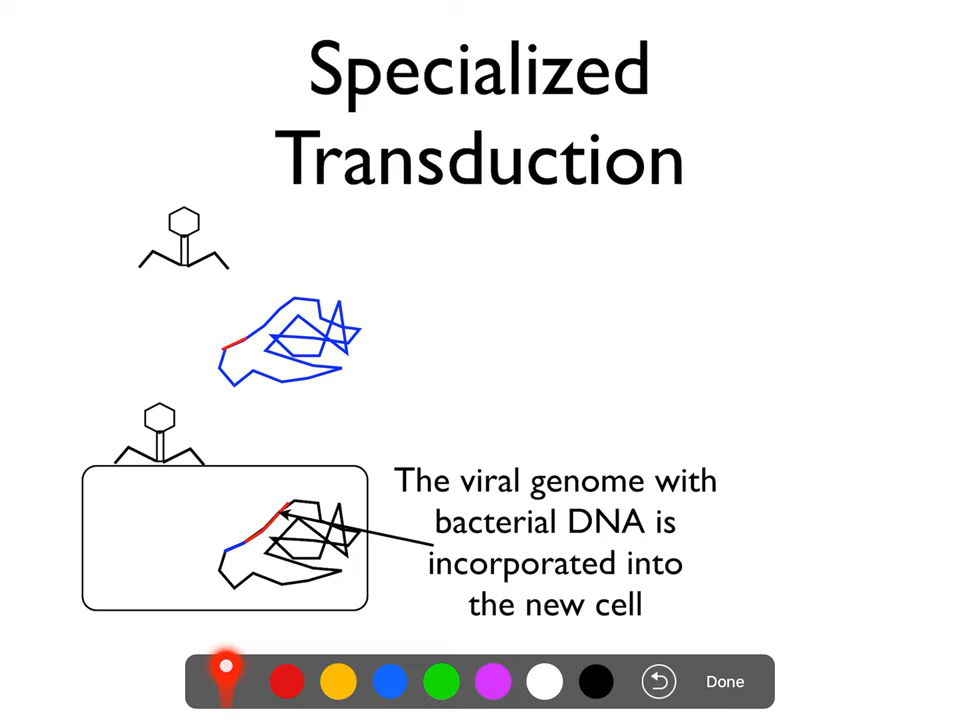 Specialized
Transduction
The viral genome with
bacterial DNA is
incorporated into
the new cell
Done